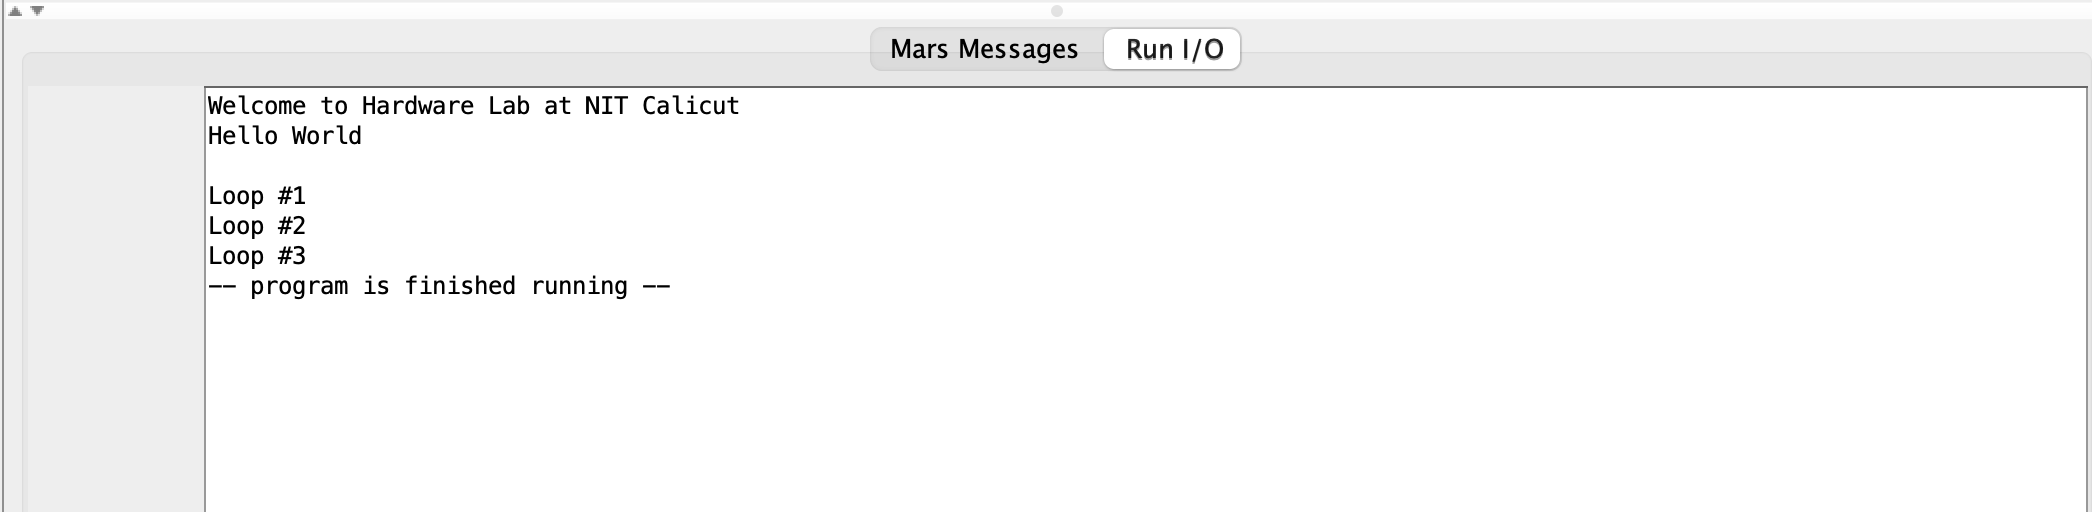 Mars Messages Run I/O
Welcome to Hardware Lab at NIT Calicut
Hello World
Loop #1
Loop #2
Loop #3
-- program is finished running --